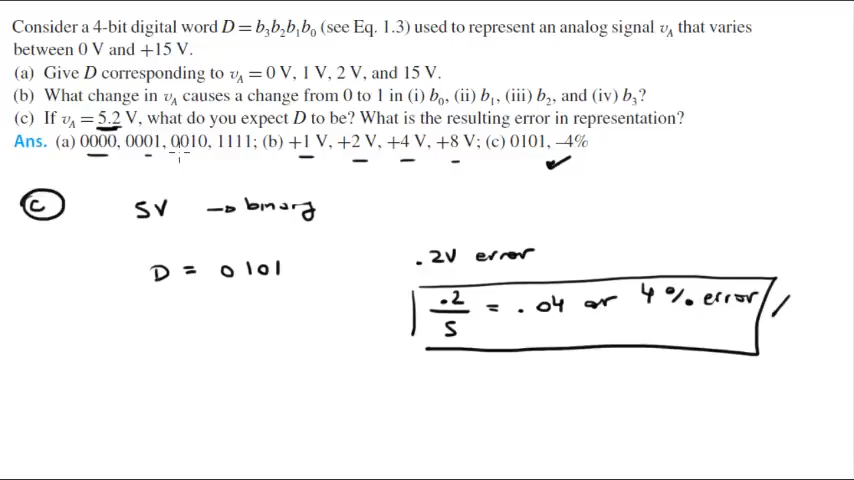 Consider a 4-bit digital word D = b₃b₂b₁b₀ (see Eq. 1.3) used to represent an analog signal v_A that varies
between 0 V and +15 V.
(a) Give D corresponding to v_A = 0 V, 1 V, 2 V, and 15 V.
(b) What change in v_A causes a change from 0 to 1 in (i) b₀, (ii) b₁, (iii) b₂, and (iv) b₃?
(c) If v_A = 5.2 V, what do you expect D to be? What is the resulting error in representation?
Ans. (a) 0000, 0001, 0010, 1111; (b) +1 V, +2 V, +4 V, +8 V; (c) 0101, –4%
C 5V → binary
D = 0101
.2V error
.2/5 = .04 or 4% error